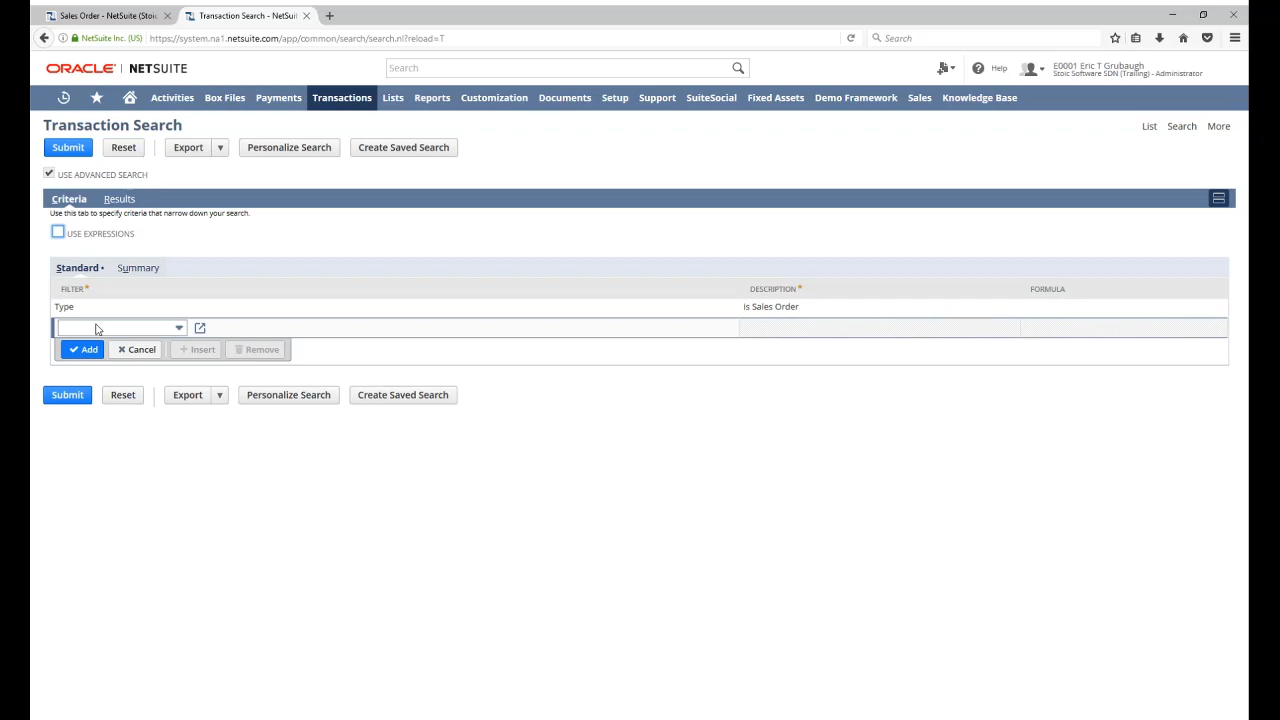 Sales Order - NetSuite (Stoic
Transaction Search - NetSuite
NetSuite Inc. (US) https://system.na1.netsuite.com/app/common/search/search.nl?reload=T Search
ORACLE NETSUITE Search Help E0001 Eric T Grubaugh
Stoic Software SDN (Trailing) - Administrator
Activities Box Files Payments Transactions Lists Reports Customization Documents Setup Support SuiteSocial Fixed Assets Demo Framework Sales Knowledge Base
Transaction Search List Search More
Submit Reset Export Personalize Search Create Saved Search
USE ADVANCED SEARCH
Criteria Results
Use this tab to specify criteria that narrow down your search.
USE EXPRESSIONS
Standard • Summary
FILTER * DESCRIPTION * FORMULA
Type is Sales Order
Add Cancel Insert Remove
Submit Reset Export Personalize Search Create Saved Search